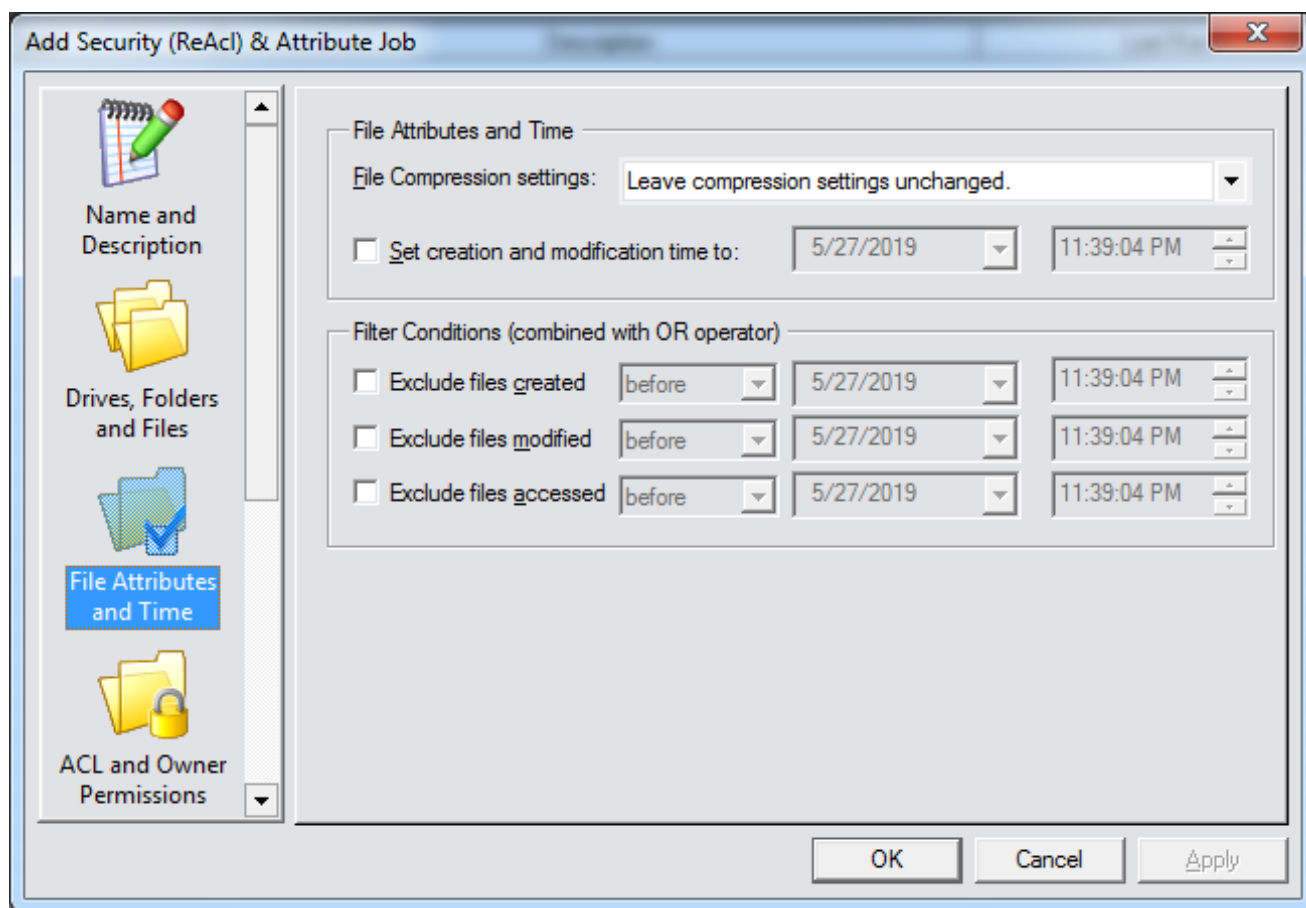 Add Security (ReAcl) & Attribute Job
Description
Name and
Description
Drives, Folders
and Files
File Attributes
and Time
ACL and Owner
Permissions
File Attributes and Time
File Compression settings: Leave compression settings unchanged.
Set creation and modification time to: 5/27/2019 11:39:04 PM
Filter Conditions (combined with OR operator)
Exclude files created before 5/27/2019 11:39:04 PM
Exclude files modified before 5/27/2019 11:39:04 PM
Exclude files accessed before 5/27/2019 11:39:04 PM
OK Cancel Apply